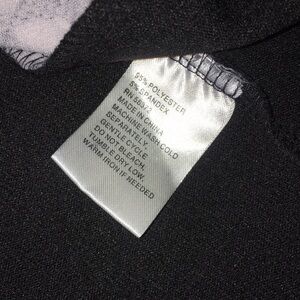 95% POLYESTER
5% SPANDEX
RN 58372
MADE IN CHINA
MACHINE WASH COLD
SEPARATELY.
GENTLE CYCLE
DO NOT BLEACH.
TUMBLE DRY LOW.
WARM IRON IF NEEDED